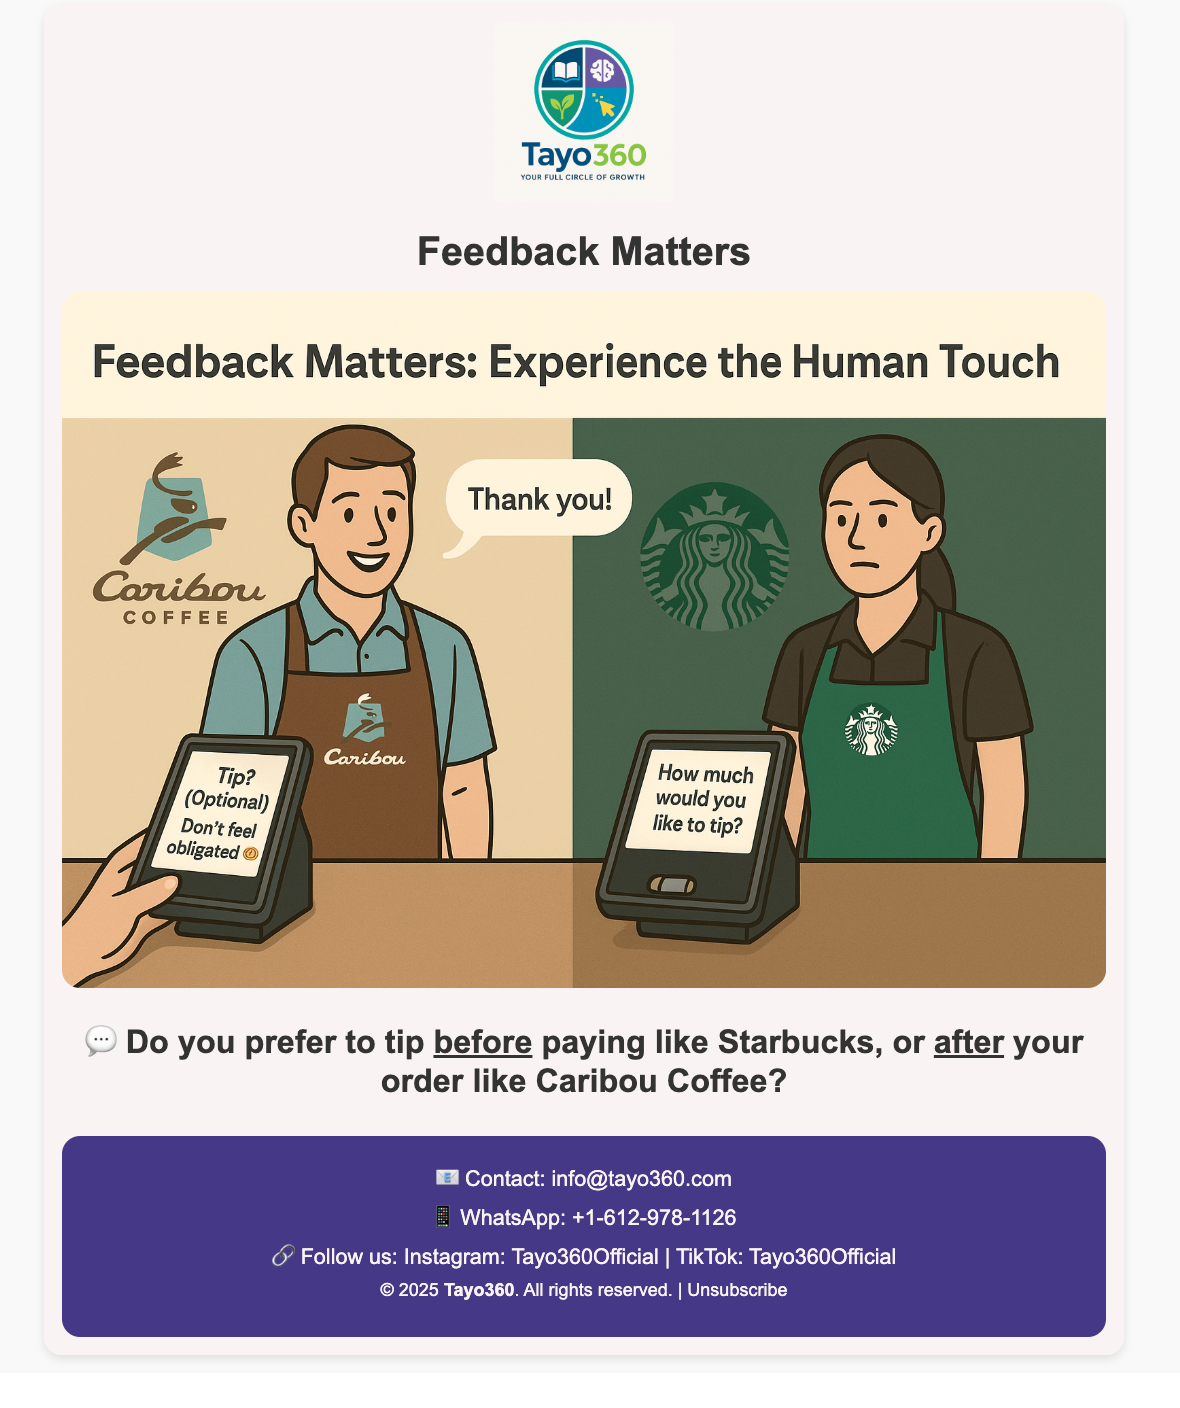 Tayo360
YOUR FULL CIRCLE OF GROWTH
Feedback Matters
Feedback Matters: Experience the Human Touch
Caribou
COFFEE
Thank you!
Caribou
Tip?
(Optional)
Don't feel
obligated
How much
would you
like to tip?
💬 Do you prefer to tip before paying like Starbucks, or after your
order like Caribou Coffee?
📧 Contact: info@tayo360.com
📱 WhatsApp: +1-612-978-1126
🔗 Follow us: Instagram: Tayo360Official | TikTok: Tayo360Official
© 2025 Tayo360. All rights reserved. | Unsubscribe